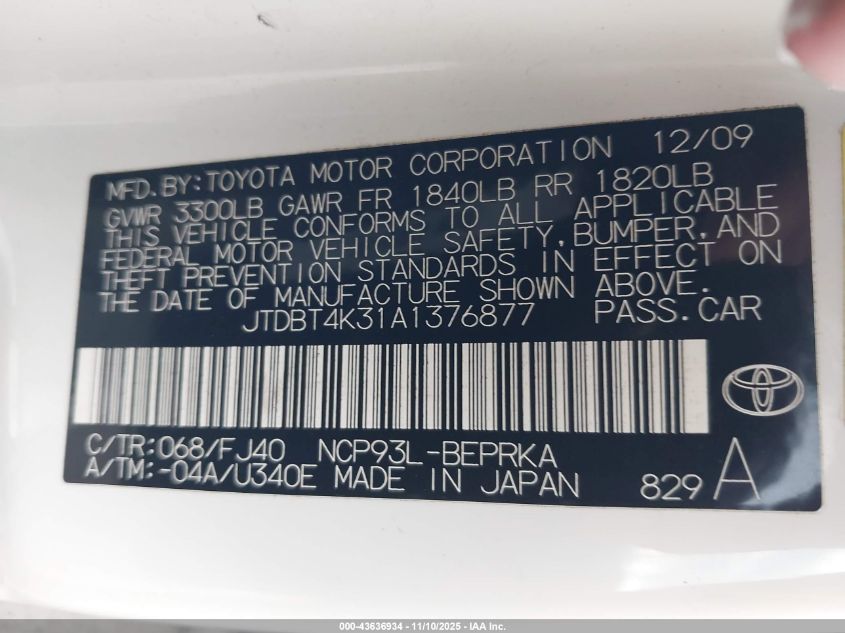 MFD. BY: TOYOTA MOTOR CORPORATION 12/09
GVWR 3300LB GAWR FR 1840LB RR 1820LB
THIS VEHICLE CONFORMS TO ALL APPLICABLE
FEDERAL MOTOR VEHICLE SAFETY, BUMPER, AND
THEFT PREVENTION STANDARDS IN EFFECT ON
THE DATE OF MANUFACTURE SHOWN ABOVE.
JTDBT4K31A1376877 PASS. CAR
C/TR: 068/FJ40 NCP93L-BEPRKA
A/TM: -04A/U340E MADE IN JAPAN 829 A
000-43636934 - 11/10/2025 - IAA Inc.